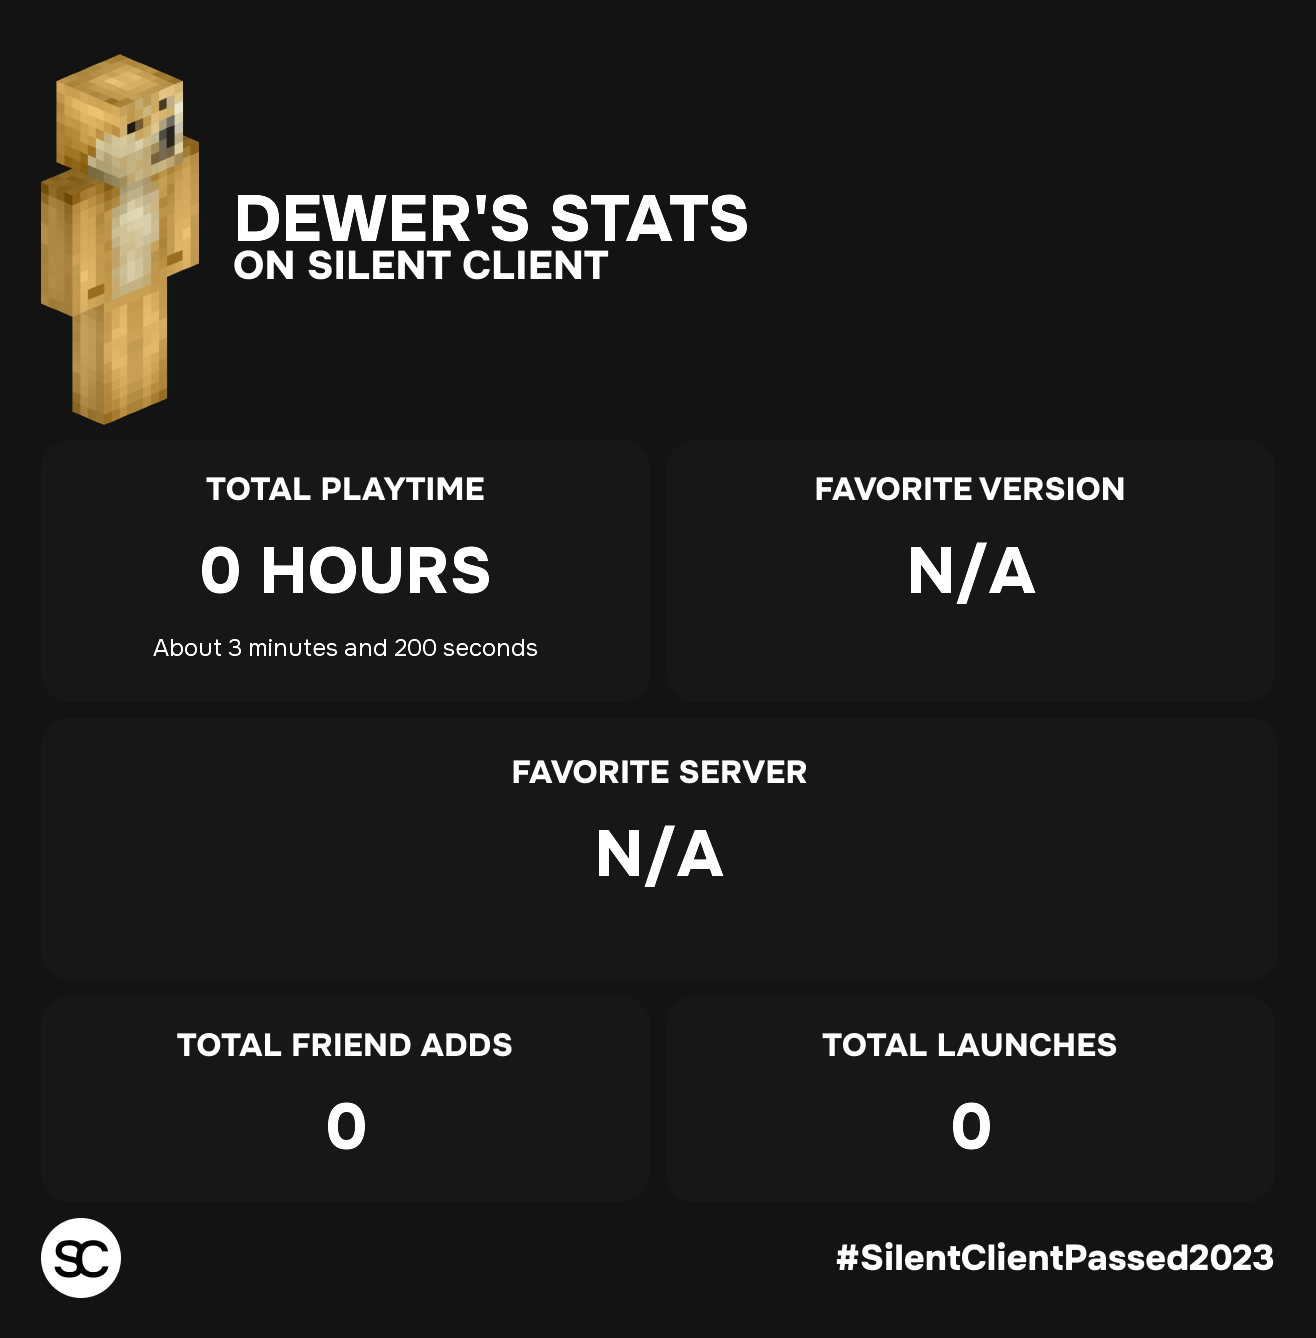 DEWER'S STATS
ON SILENT CLIENT
TOTAL PLAYTIME
0 HOURS
About 3 minutes and 200 seconds
FAVORITE VERSION
N/A
FAVORITE SERVER
N/A
TOTAL FRIEND ADDS
0
TOTAL LAUNCHES
0
SC
#SilentClientPassed2023